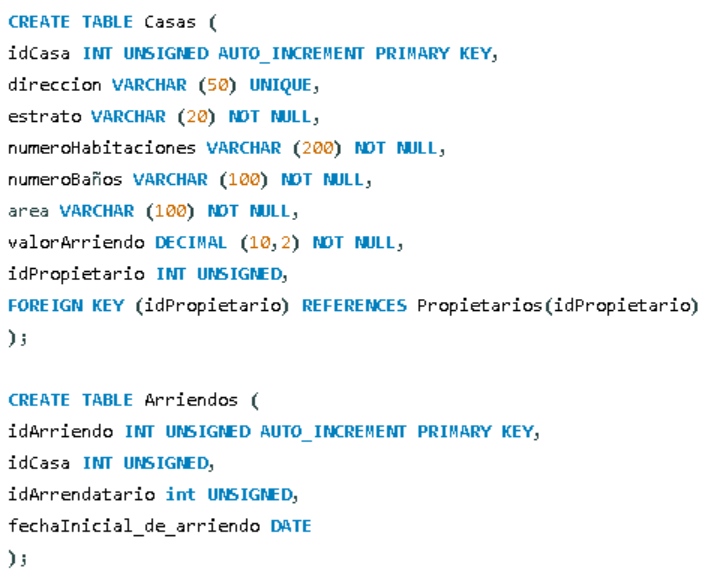 CREATE TABLE Casas (
idCasa INT UNSIGNED AUTO_INCREMENT PRIMARY KEY,
direccion VARCHAR (50) UNIQUE,
estrato VARCHAR (20) NOT NULL,
numeroHabitaciones VARCHAR (200) NOT NULL,
numeroBaños VARCHAR (100) NOT NULL,
area VARCHAR (100) NOT NULL,
valorArriendo DECIMAL (10,2) NOT NULL,
idPropietario INT UNSIGNED,
FOREIGN KEY (idPropietario) REFERENCES Propietarios(idPropietario)
);
CREATE TABLE Arriendos (
idArriendo INT UNSIGNED AUTO_INCREMENT PRIMARY KEY,
idCasa INT UNSIGNED,
idArrendatario int UNSIGNED,
fechaInicial_de_arriendo DATE
);